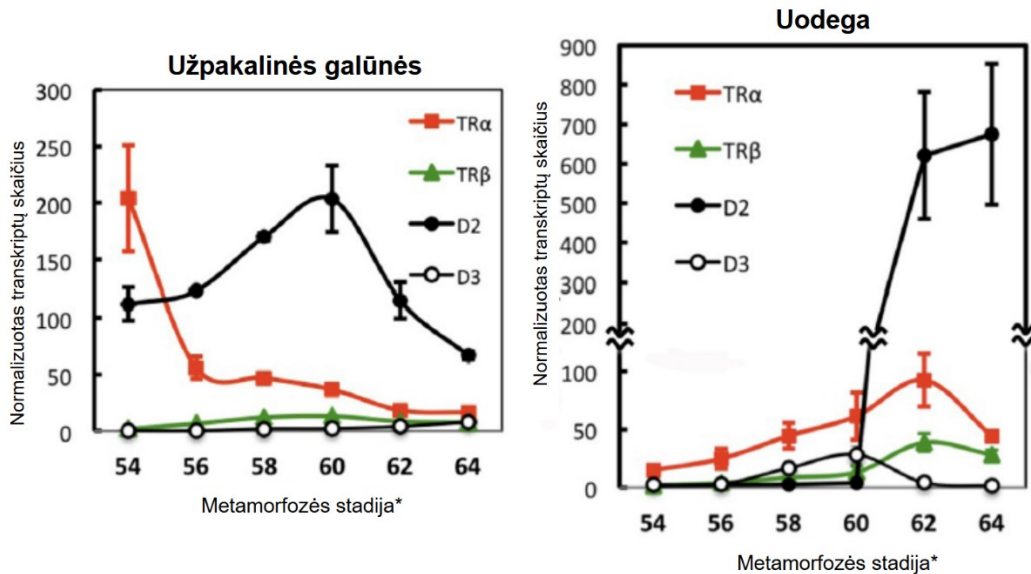 Užpakalinės galūnės
Normalizuotas transkriptų skaičius
300
250
200
150
100
50
0
TRα
TRβ
D2
D3
54 56 58 60 62 64
Metamorfozės stadija*
Uodega
Normalizuotas transkriptų skaičius
900
800
700
600
500
400
300
200
100
50
0
TRα
TRβ
D2
D3
54 56 58 60 62 64
Metamorfozės stadija*